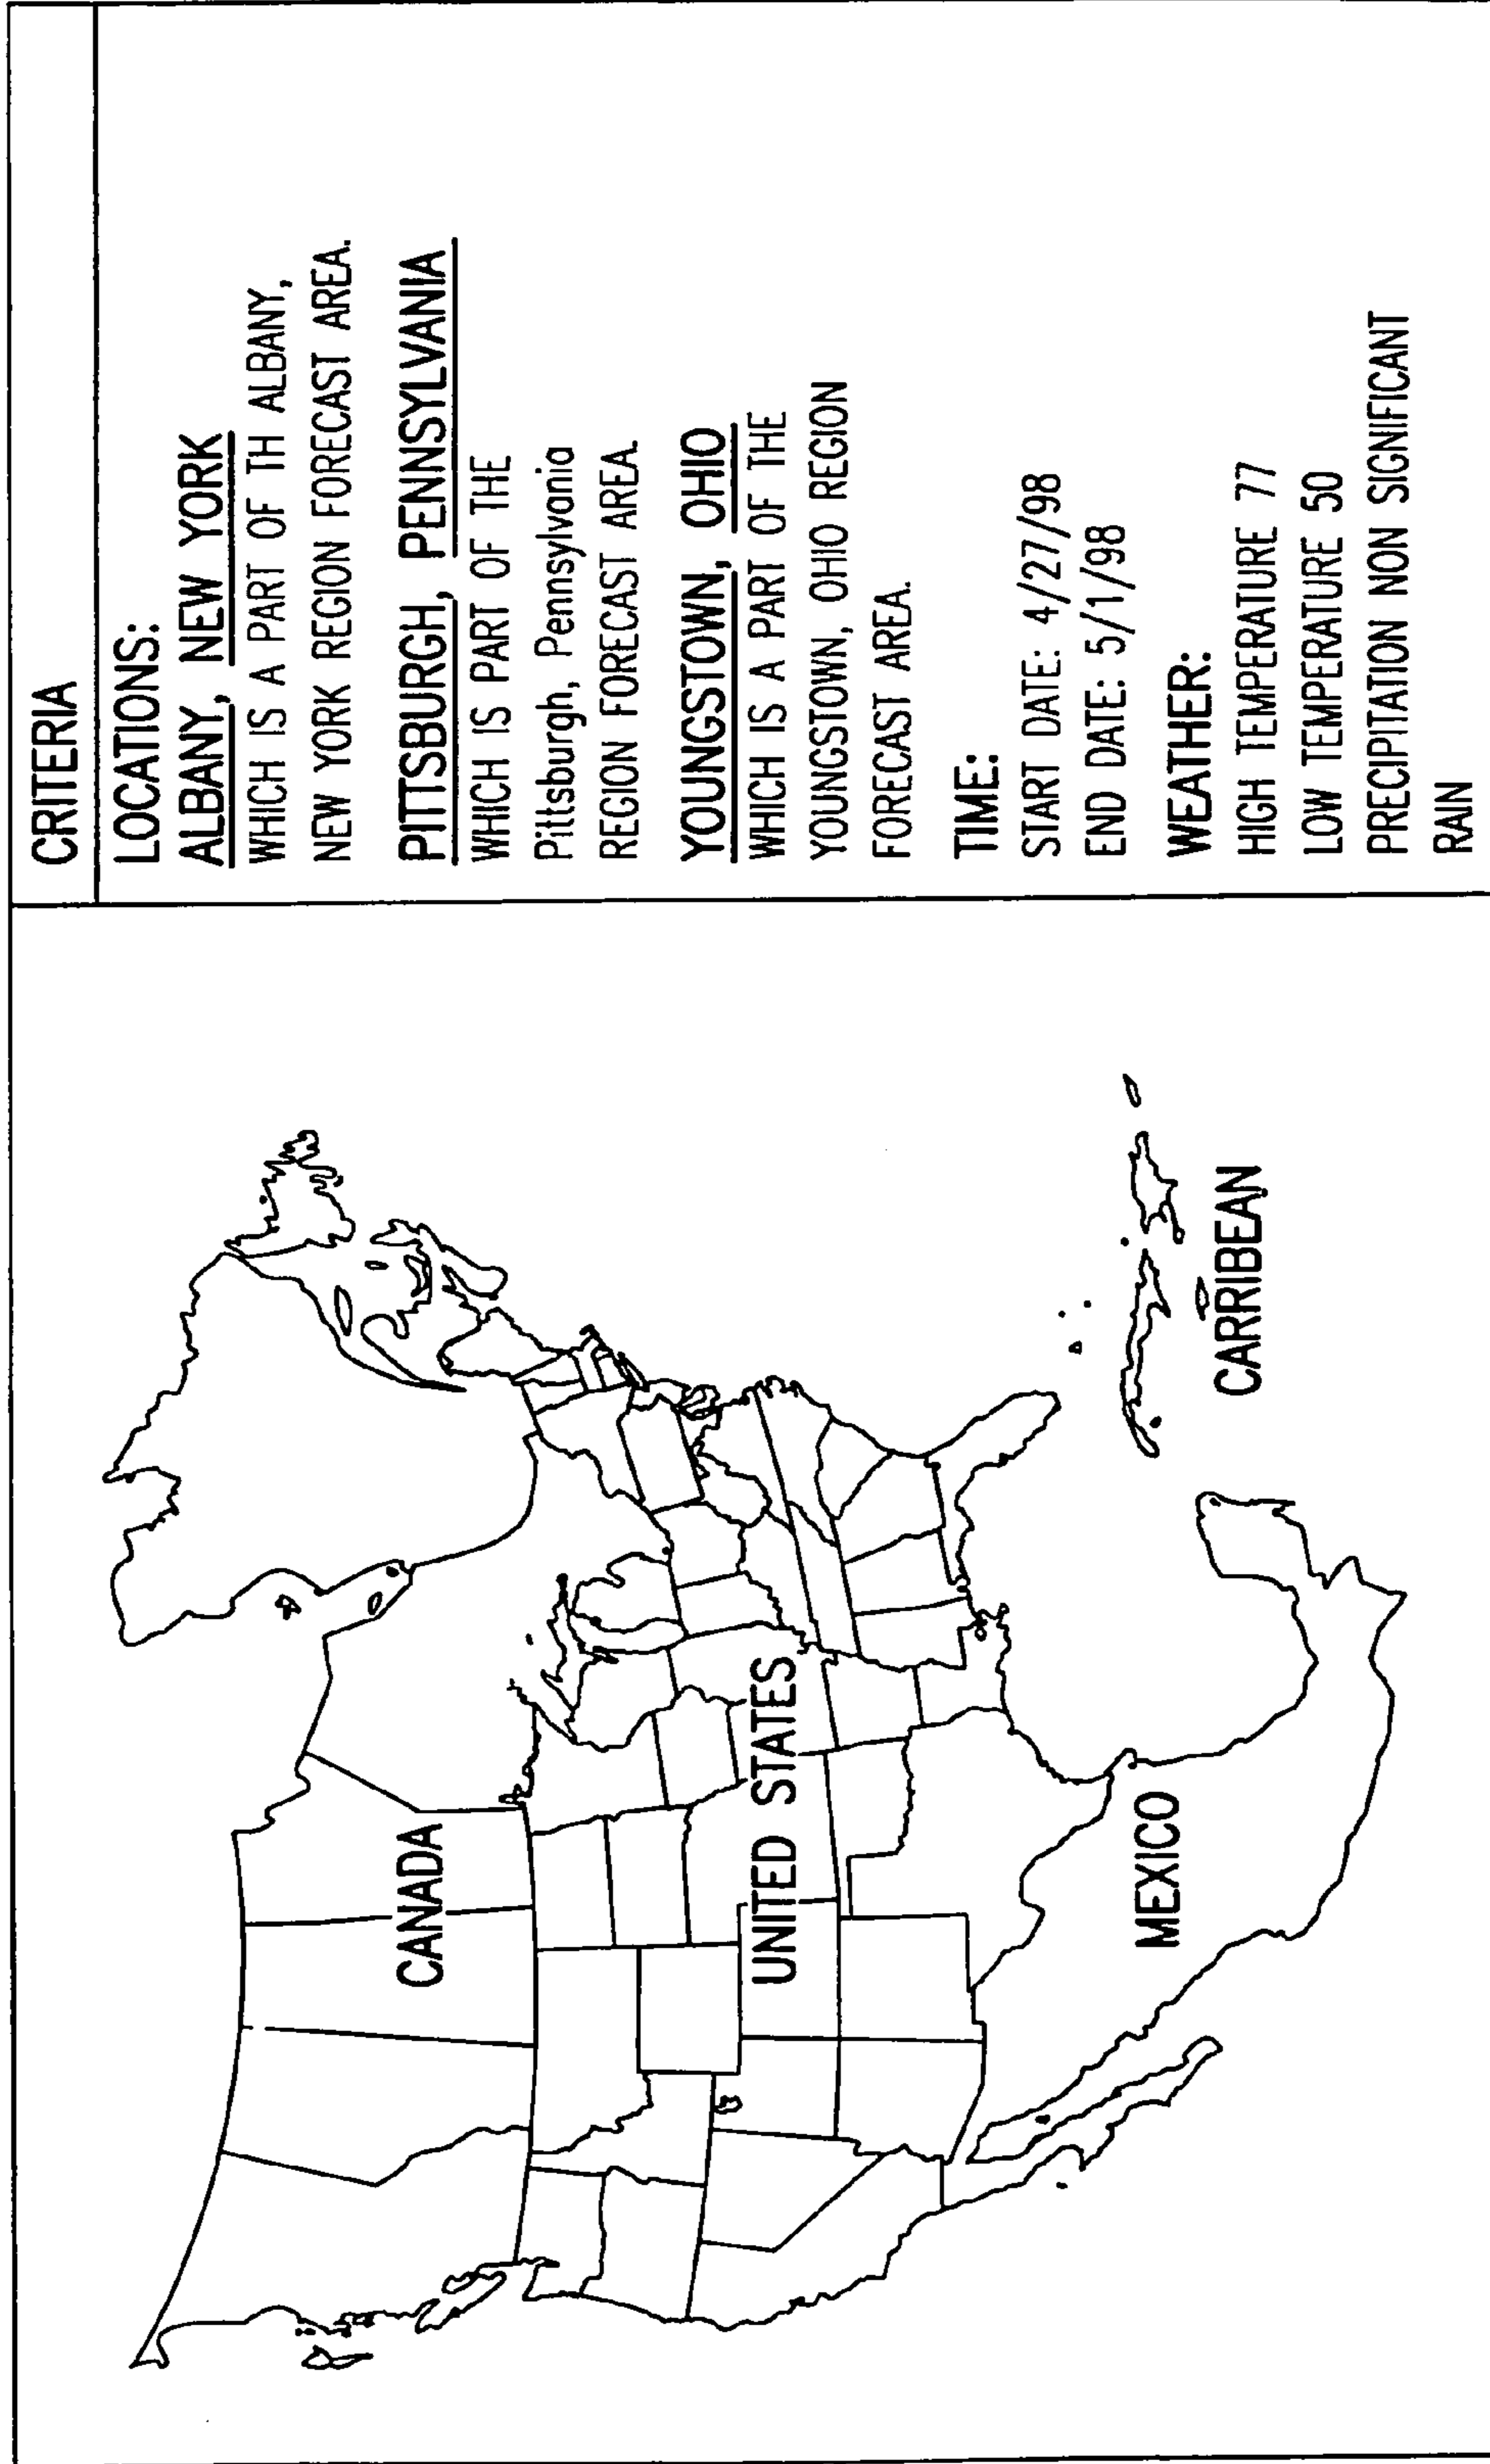 CANADA
UNITED STATES
MEXICO
CARRIBEAN
CRITERIA
LOCATIONS:
ALBANY, NEW YORK
WHICH IS A PART OF TH ALBANY,
NEW YORK REGION FORECAST AREA.
PITTSBURGH, PENNSYLVANIA
WHICH IS PART OF THE
Pittsburgh, Pennsylvania
REGION FORECAST AREA.
YOUNGSTOWN, OHIO
WHICH IS A PART OF THE
YOUNGSTOWN, OHIO REGION
FORECAST AREA.
TIME:
START DATE: 4/27/98
END DATE: 5/1/98
WEATHER:
HIGH TEMPERATURE 77
LOW TEMPERATURE 50
PRECIPITATION NON SIGNIFICANT
RAIN